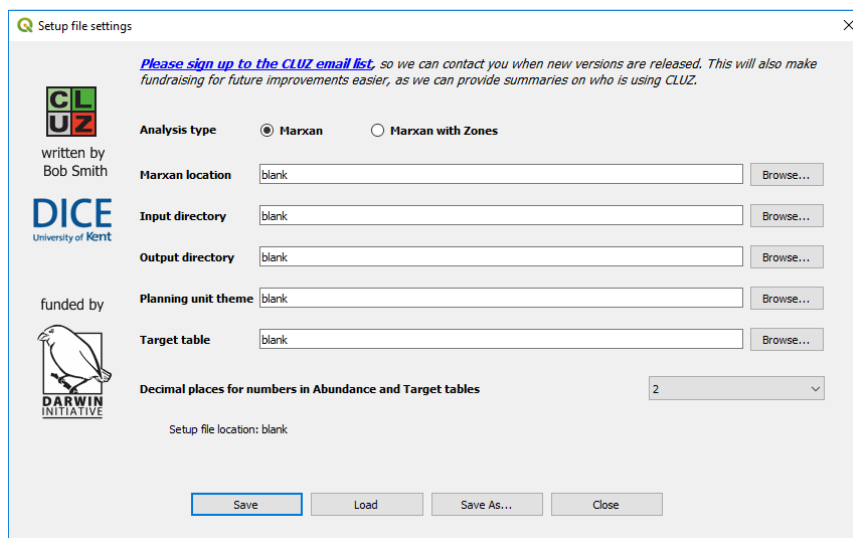 Setup file settings
Please sign up to the CLUZ email list, so we can contact you when new versions are released. This will also make
fundraising for future improvements easier, as we can provide summaries on who is using CLUZ.
CL
UZ
written by
Bob Smith
DICE
University of Kent
funded by
DARWIN
INITIATIVE
Analysis type Marxan Marxan with Zones
Marxan location blank Browse...
Input directory blank Browse...
Output directory blank Browse...
Planning unit theme blank Browse...
Target table blank Browse...
Decimal places for numbers in Abundance and Target tables 2
Setup file location: blank
Save Load Save As... Close